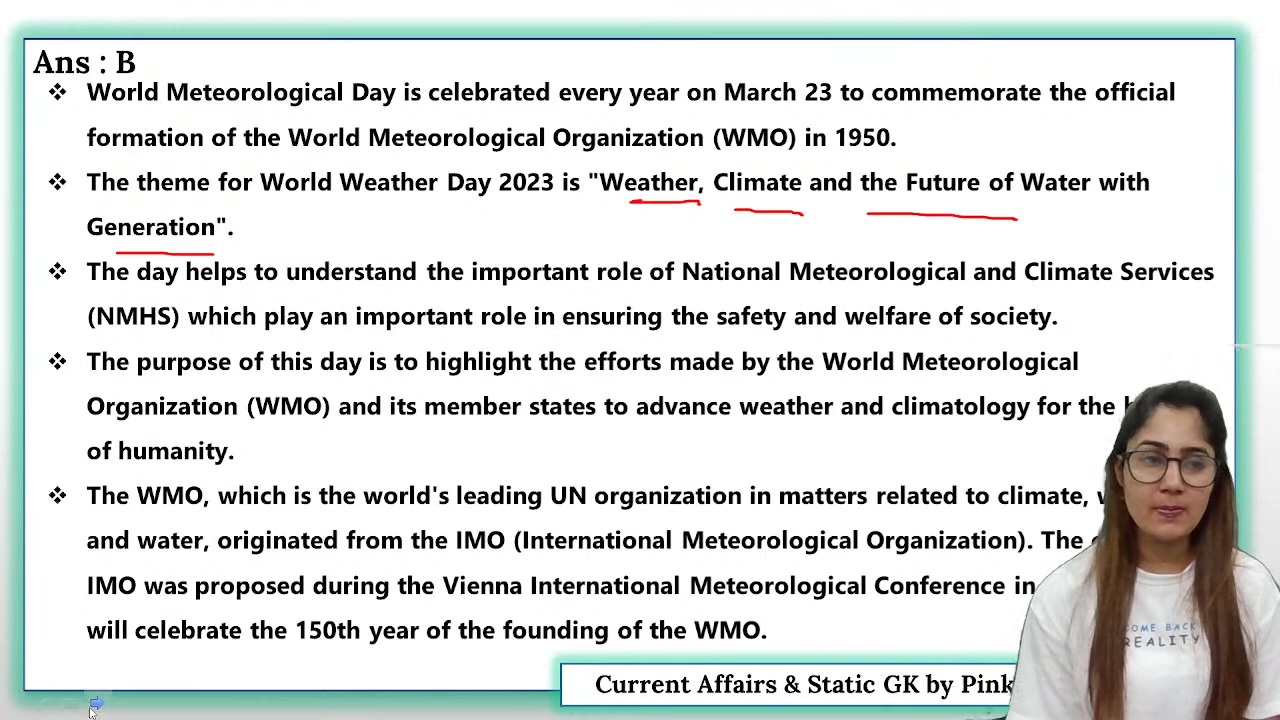 Ans : B
❖ World Meteorological Day is celebrated every year on March 23 to commemorate the official
formation of the World Meteorological Organization (WMO) in 1950.
❖ The theme for World Weather Day 2023 is "Weather, Climate and the Future of Water with
Generation".
❖ The day helps to understand the important role of National Meteorological and Climate Services
(NMHS) which play an important role in ensuring the safety and welfare of society.
❖ The purpose of this day is to highlight the efforts made by the World Meteorological
Organization (WMO) and its member states to advance weather and climatology for the
of humanity.
❖ The WMO, which is the world's leading UN organization in matters related to climate,
and water, originated from the IMO (International Meteorological Organization). The
IMO was proposed during the Vienna International Meteorological Conference in
will celebrate the 150th year of the founding of the WMO.
COME BACK
REALITY
Current Affairs & Static GK by Pink